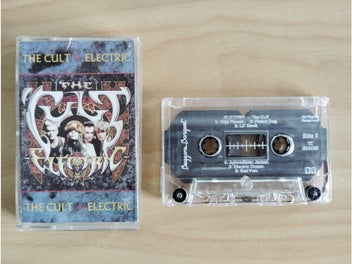 THE CULT ELECTRIC
THE
CULT
ELECTRIC
THE CULT ELECTRIC
Beggars Banquet
ELECTRIC — The Cult
1. Wild Flower. 2. Peace Dog.
3. Lil' Devil.
Side 1
4. Aphrodisiac Jacket.
5. Electric Ocean.
6. Bad Fun.